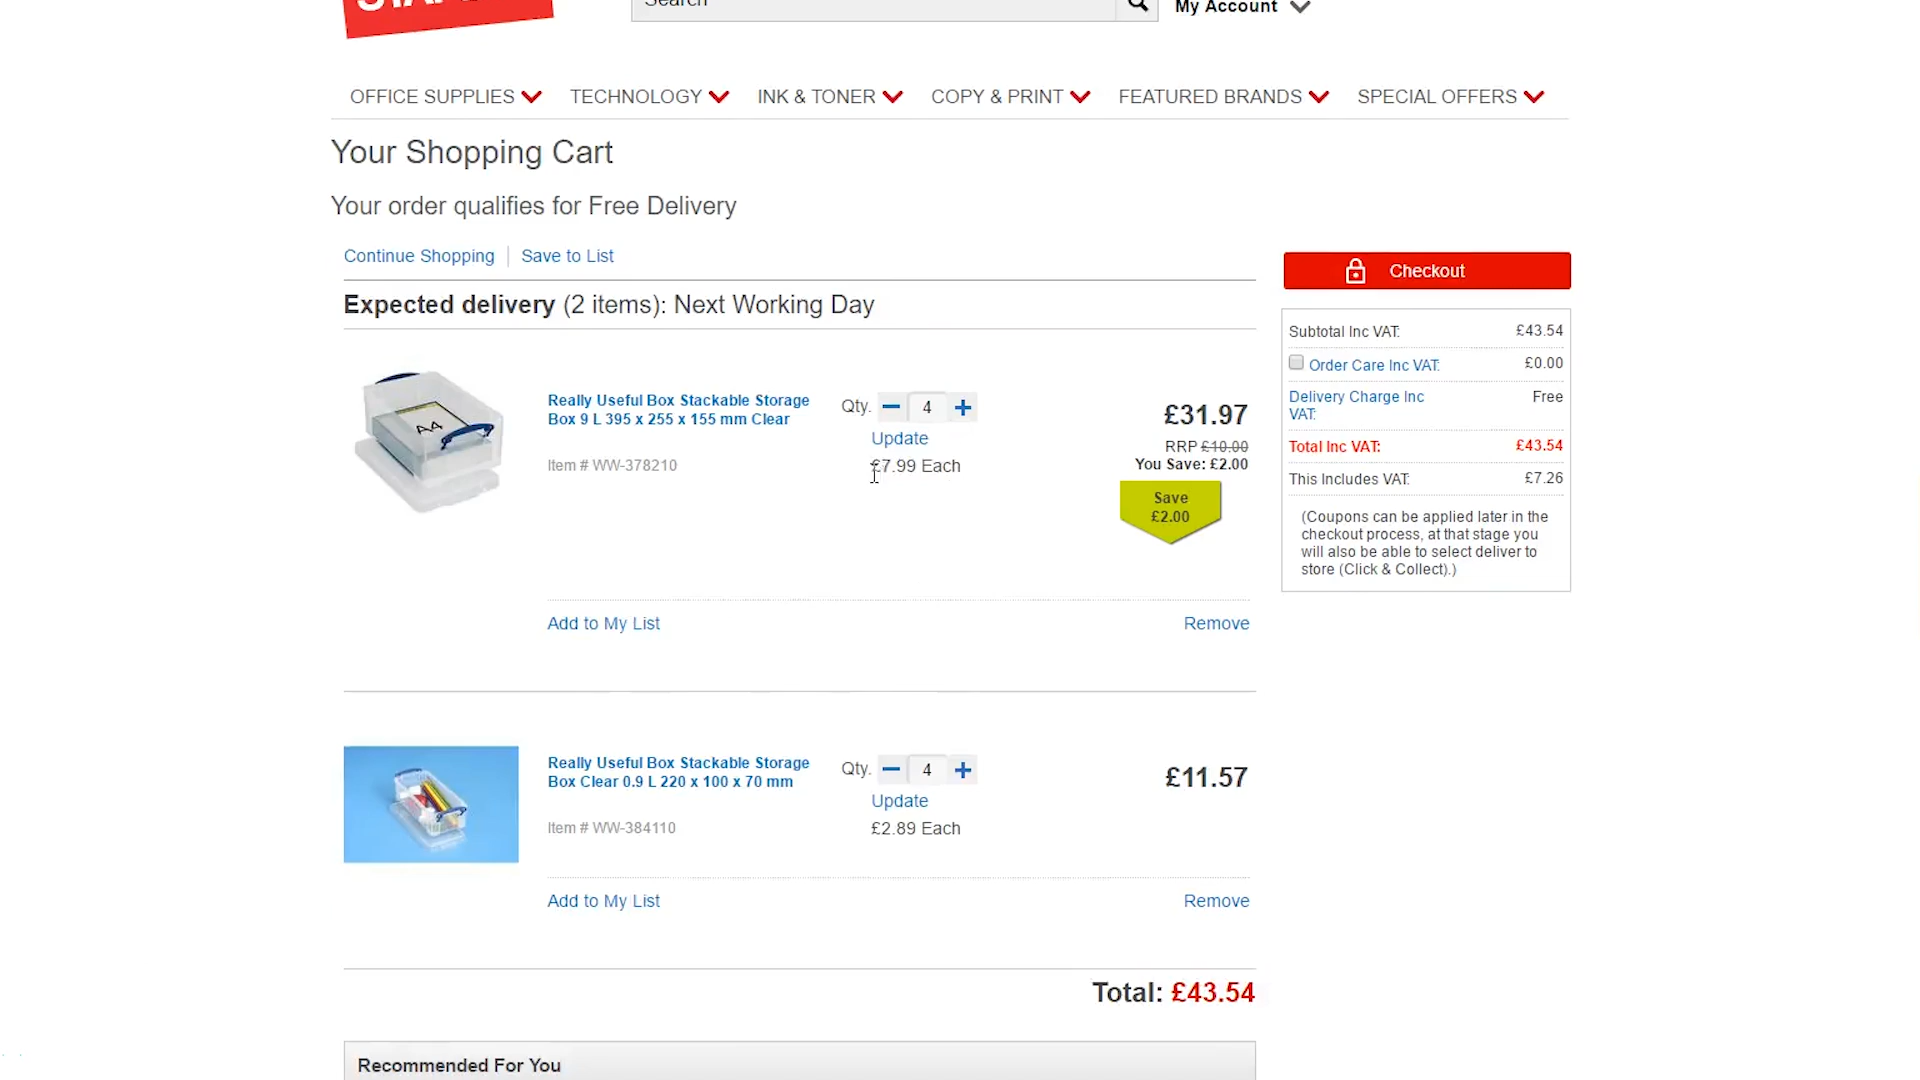 Search
My Account
OFFICE SUPPLIES TECHNOLOGY INK & TONER COPY & PRINT FEATURED BRANDS SPECIAL OFFERS
Your Shopping Cart
Your order qualifies for Free Delivery
Continue Shopping Save to List
Checkout
Expected delivery (2 items): Next Working Day
Really Useful Box Stackable Storage
Box 9 L 395 x 255 x 155 mm Clear
Item # WW-378210
Qty. 4
Update
£7.99 Each
£31.97
RRP £10.00
You Save: £2.00
Save
£2.00
A4
Add to My List Remove
Really Useful Box Stackable Storage
Box Clear 0.9 L 220 x 100 x 70 mm
Item # WW-384110
Qty. 4
Update
£2.89 Each
£11.57
Add to My List Remove
Total: £43.54
Recommended For You
Subtotal Inc VAT: £43.54
Order Care Inc VAT: £0.00
Delivery Charge Inc Free
VAT:
Total Inc VAT: £43.54
This Includes VAT: £7.26
(Coupons can be applied later in the
checkout process, at that stage you
will also be able to select deliver to
store (Click & Collect).)